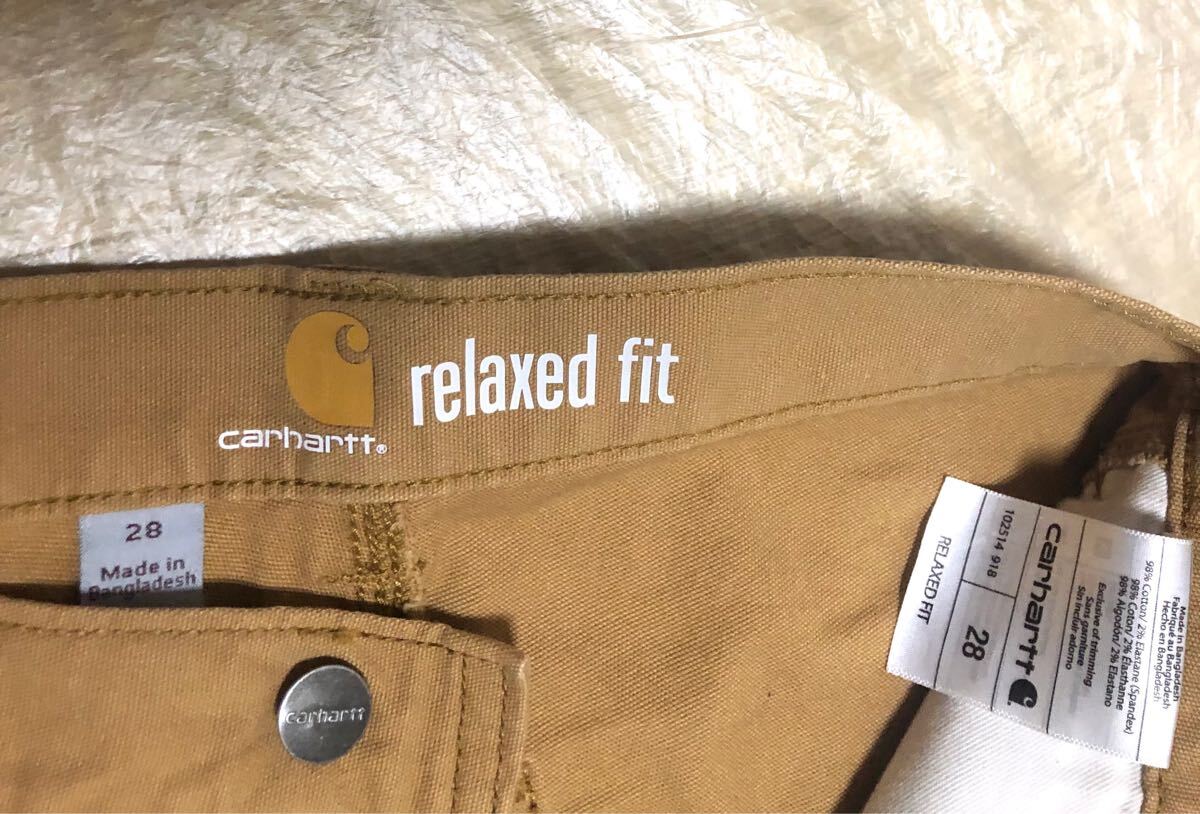 carhartt®
relaxed fit
28
Made in
Bangladesh
carhartt
Made in Bangladesh
Fabriqué au Bangladesh
Hecho en Bangladesh
98% Cotton/ 2% Elastane (Spandex)
98% Coton/ 2% Élasthanne
98% Algodón/ 2% Elastano
Exclusive of trimming
Sans garniture
Sin incluir adorno
carhartt
102514 918
28
RELAXED FIT